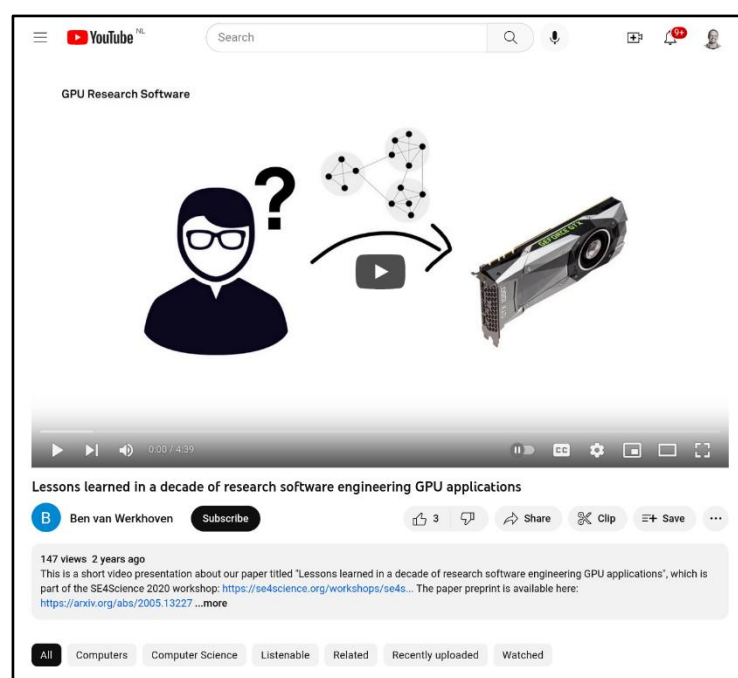 YouTube NL
Search
9+
GPU Research Software
?
GEFORCE GTX
0:00 / 4:39
CC
Lessons learned in a decade of research software engineering GPU applications
B
Ben van Werkhoven
Subscribe
3
Share
Clip
Save
147 views 2 years ago
This is a short video presentation about our paper titled "Lessons learned in a decade of research software engineering GPU applications", which is
part of the SE4Science 2020 workshop: https://se4science.org/workshops/se4s... The paper preprint is available here:
https://arxiv.org/abs/2005.13227 ...more
All
Computers
Computer Science
Listenable
Related
Recently uploaded
Watched